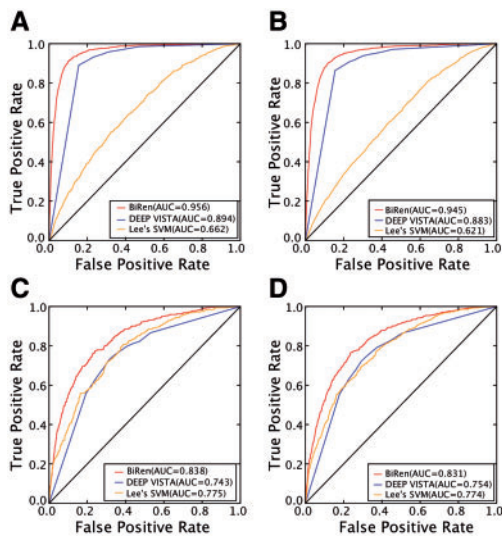 A
1.0
0.8
0.6
0.4
0.2
0.0
0.0 0.2 0.4 0.6 0.8 1.0
True Positive Rate
False Positive Rate
BiRen(AUC=0.956)
DEEP VISTA(AUC=0.894)
Lee's SVM(AUC=0.662)
B
1.0
0.8
0.6
0.4
0.2
0.0
0.0 0.2 0.4 0.6 0.8 1.0
True Positive Rate
False Positive Rate
BiRen(AUC=0.945)
DEEP VISTA(AUC=0.883)
Lee's SVM(AUC=0.621)
C
1.0
0.8
0.6
0.4
0.2
0.0
0.0 0.2 0.4 0.6 0.8 1.0
True Positive Rate
False Positive Rate
BiRen(AUC=0.838)
DEEP VISTA(AUC=0.743)
Lee's SVM(AUC=0.775)
D
1.0
0.8
0.6
0.4
0.2
0.0
0.0 0.2 0.4 0.6 0.8 1.0
True Positive Rate
False Positive Rate
BiRen(AUC=0.831)
DEEP VISTA(AUC=0.754)
Lee's SVM(AUC=0.774)